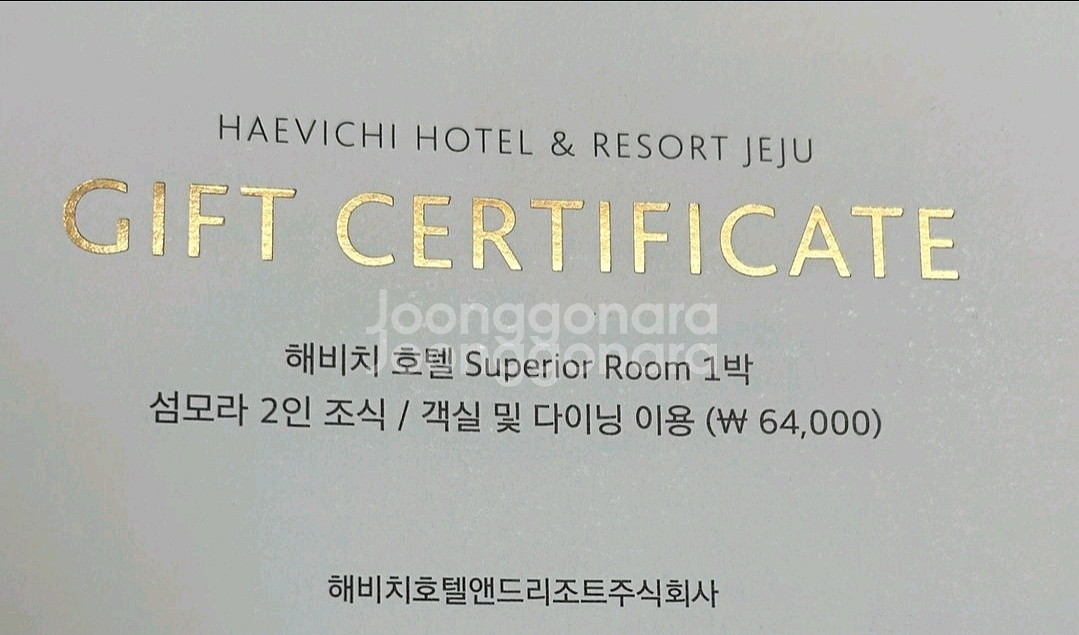 HAEVICHI HOTEL & RESORT JEJU
GIFT CERTIFICATE
Joonggonara
Joonggonara
해비치 호텔 Superior Room 1박
섬모라 2인 조식 / 객실 및 다이닝 이용 (₩ 64,000)
해비치호텔앤드리조트주식회사